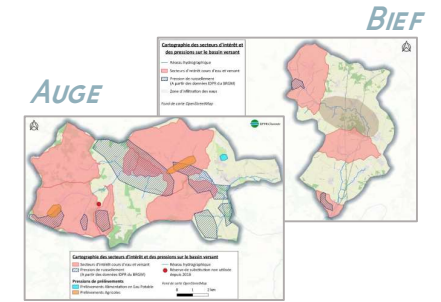 BIEF
Cartographie des secteurs d'intérêt et
des pressions sur le bassin versant
Réseau hydrographique
Secteurs d'intérêt cours d'eau et versant
Pression de ruissellement
(A partir des données IDPR du BRGM)
Zone d'infiltration des eaux
Fond de carte OpenStreetMap
AUGE
Cartographie des secteurs d'intérêt et des pressions sur le bassin versant
Secteurs d'intérêt cours d'eau et versant
Pression de ruissellement
(A partir des données IDPR du BRGM)
Pressions de prélèvements
Prélèvements Alimentation en Eau Potable
Prélèvements Agricoles
Réseau hydrographique
Réserve de substitution non utilisée
depuis 2018
Fond de carte OpenStreetMap
0 1 2 km